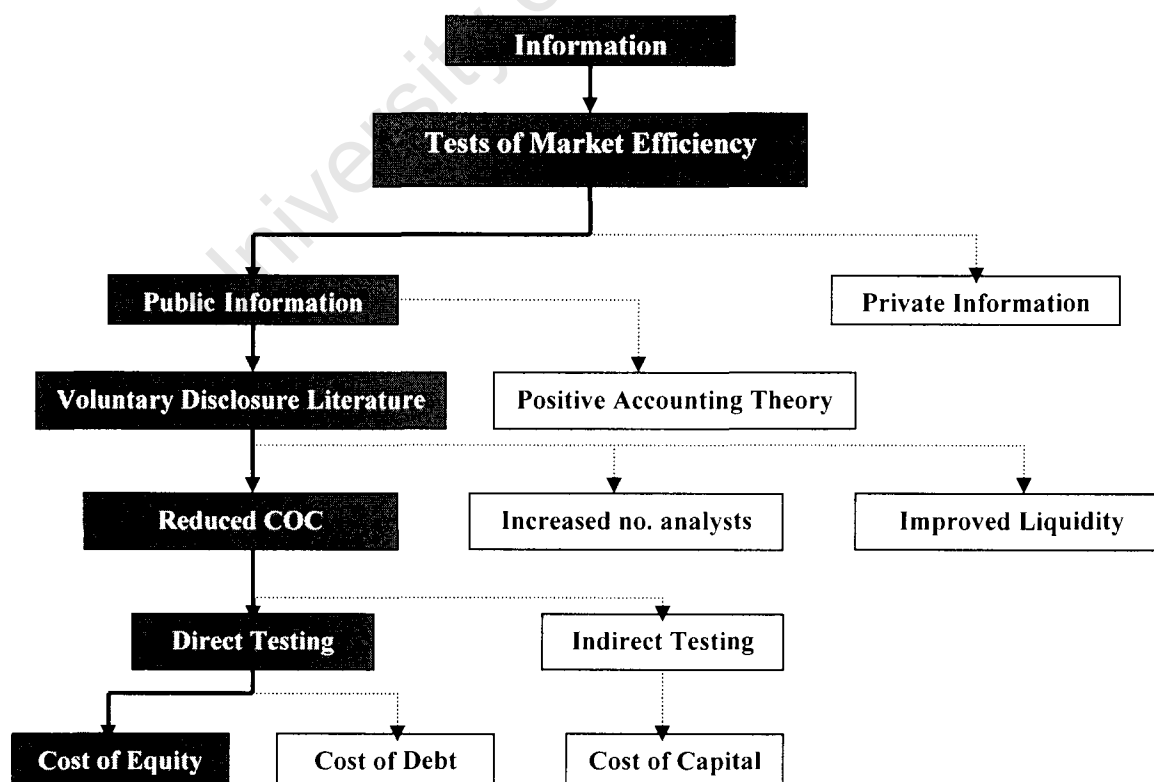 Information
Tests of Market Efficiency
Public Information
Private Information
Voluntary Disclosure Literature
Positive Accounting Theory
Reduced COC
Increased no. analysts
Improved Liquidity
Direct Testing
Indirect Testing
Cost of Equity
Cost of Debt
Cost of Capital